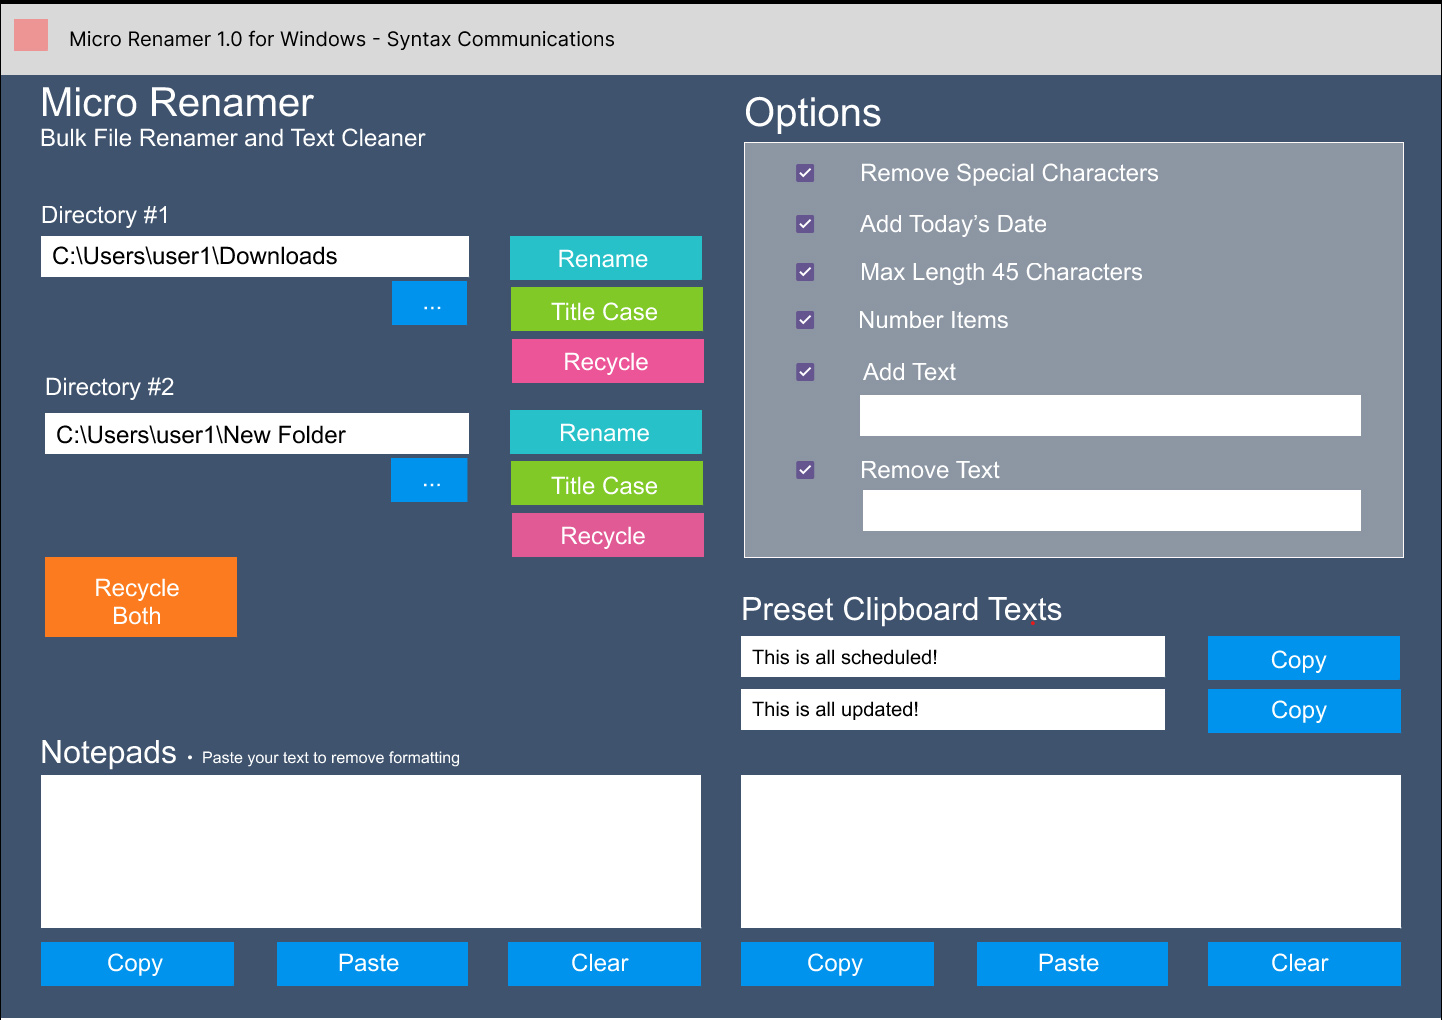 Micro Renamer 1.0 for Windows - Syntax Communications
Micro Renamer
Bulk File Renamer and Text Cleaner
Directory #1
C:\Users\user1\Downloads
...
Rename
Title Case
Recycle
Directory #2
C:\Users\user1\New Folder
...
Rename
Title Case
Recycle
Recycle
Both
Options
Remove Special Characters
Add Today’s Date
Max Length 45 Characters
Number Items
Add Text
Remove Text
Preset Clipboard Texts
This is all scheduled!
Copy
This is all updated!
Copy
Notepads • Paste your text to remove formatting
Copy
Paste
Clear
Copy
Paste
Clear